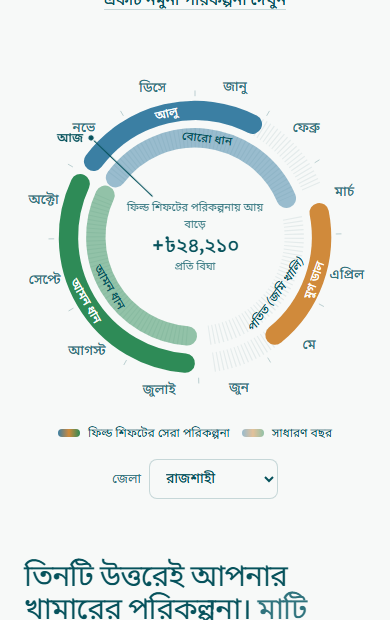 একটি নমুনা পরিকল্পনা দেখুন
ডিসে
জানু
নভে
ফেব্রু
আজ
আলু
বোরো ধান
অক্টো
মার্চ
ফিল্ড শিফটের পরিকল্পনায় আয়
বাড়ে
+৳২৪,২১০
প্রতি বিঘা
সেপ্টে
এপ্রিল
আমন ধান
আমন ধান
পতিত (জমি খালি)
মুগ ডাল
আগস্ট
মে
জুলাই
জুন
ফিল্ড শিফটের সেরা পরিকল্পনা
সাধারণ বছর
জেলা
রাজশাহী
তিনটি উত্তরেই আপনার
খামারের পরিকল্পনা। মাটি